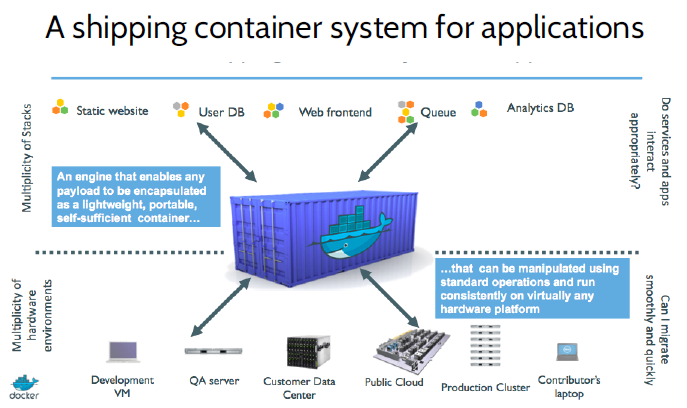 A shipping container system for applications
Static website
User DB
Web frontend
Queue
Analytics DB
Multiplicity of Stacks
Do services and apps
interact
appropriately?
An engine that enables any
payload to be encapsulated
as a lightweight, portable,
self-sufficient container...
...that can be manipulated using
standard operations and run
consistently on virtually any
hardware platform
Multiplicity of
hardware
environments
Can I migrate
smoothly and quickly
Development
VM
QA server
Customer Data
Center
Public Cloud
Production Cluster
Contributor's
laptop
docker